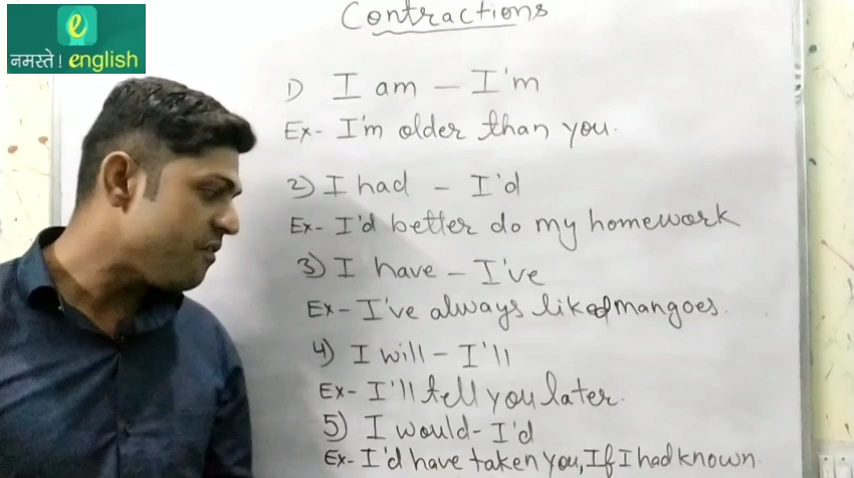 e
नमस्ते! english
Contractions
1) I am - I'm
Ex- I'm older than you.
2) I had - I'd
Ex- I'd better do my homework
3) I have - I've
Ex- I've always liked mangoes.
4) I will - I'll
Ex- I'll tell you later.
5) I would - I'd
Ex- I'd have taken you, If I had known.